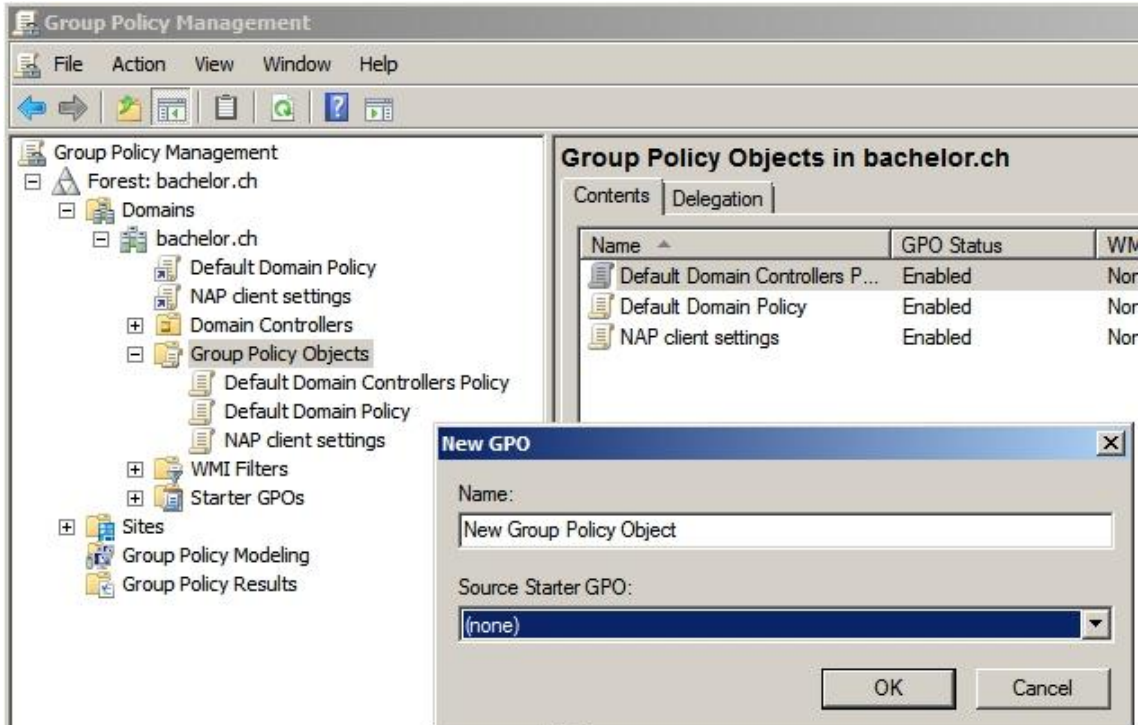 Group Policy Management
File Action View Window Help
Group Policy Management
Forest: bachelor.ch
Domains
bachelor.ch
Default Domain Policy
NAP client settings
Domain Controllers
Group Policy Objects
Default Domain Controllers Policy
Default Domain Policy
NAP client settings
WMI Filters
Starter GPOs
Sites
Group Policy Modeling
Group Policy Results
Group Policy Objects in bachelor.ch
Contents Delegation
Name GPO Status WM
Default Domain Controllers P... Enabled Nor
Default Domain Policy Enabled Nor
NAP client settings Enabled Nor
New GPO
Name:
New Group Policy Object
Source Starter GPO:
(none)
OK Cancel